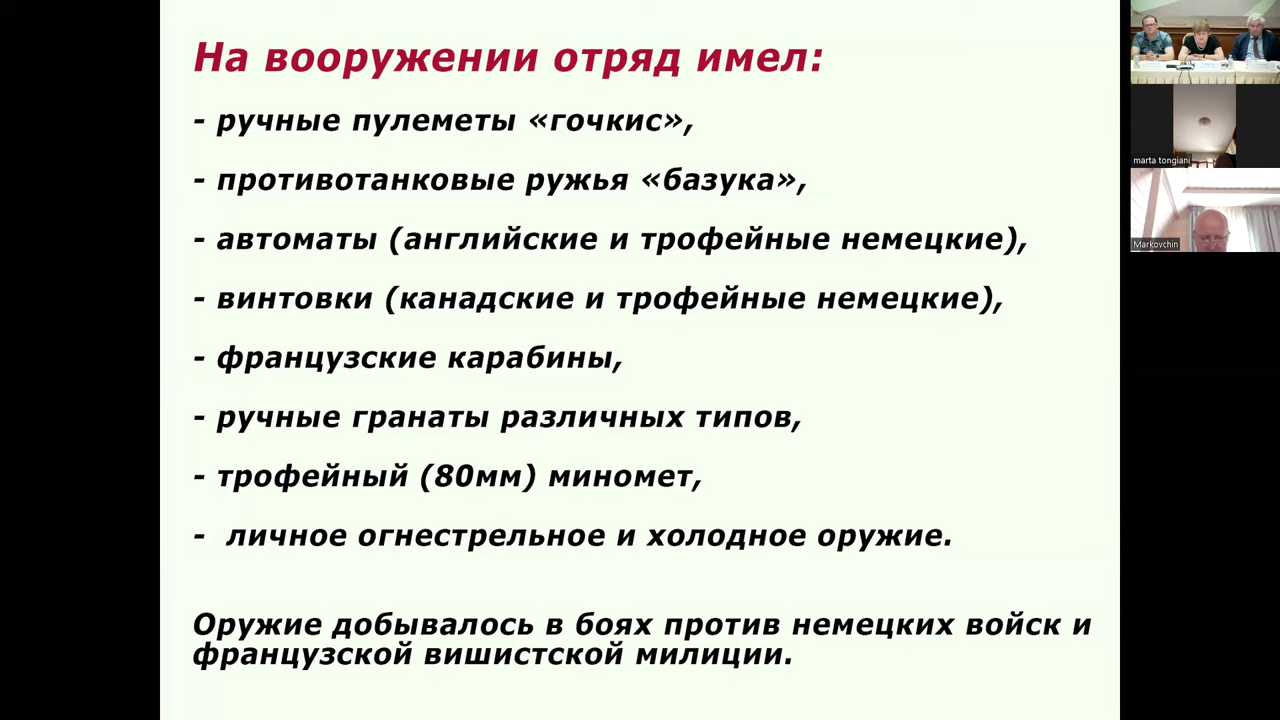 На вооружении отряд имел:
- ручные пулеметы «гочкис»,
- противотанковые ружья «базука»,
- автоматы (английские и трофейные немецкие),
- винтовки (канадские и трофейные немецкие),
- французские карабины,
- ручные гранаты различных типов,
- трофейный (80мм) миномет,
- личное огнестрельное и холодное оружие.
Оружие добывалось в боях против немецких войск и
французской вишистской милиции.
marta tongiani
Markovchin